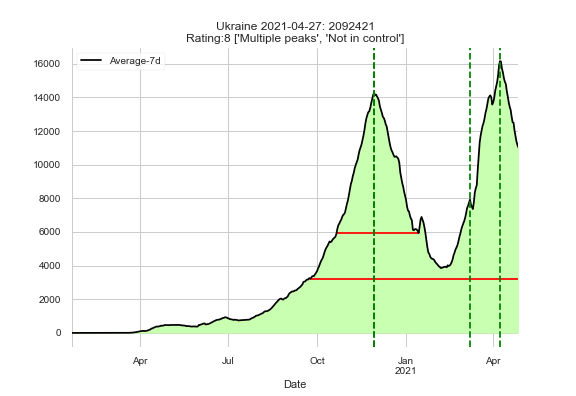 Ukraine 2021-04-27: 2092421
Rating:8 ['Multiple peaks', 'Not in control']
Average-7d
16000
14000
12000
10000
8000
6000
4000
2000
0
Apr
Jul
Oct
Jan
2021
Apr
Date